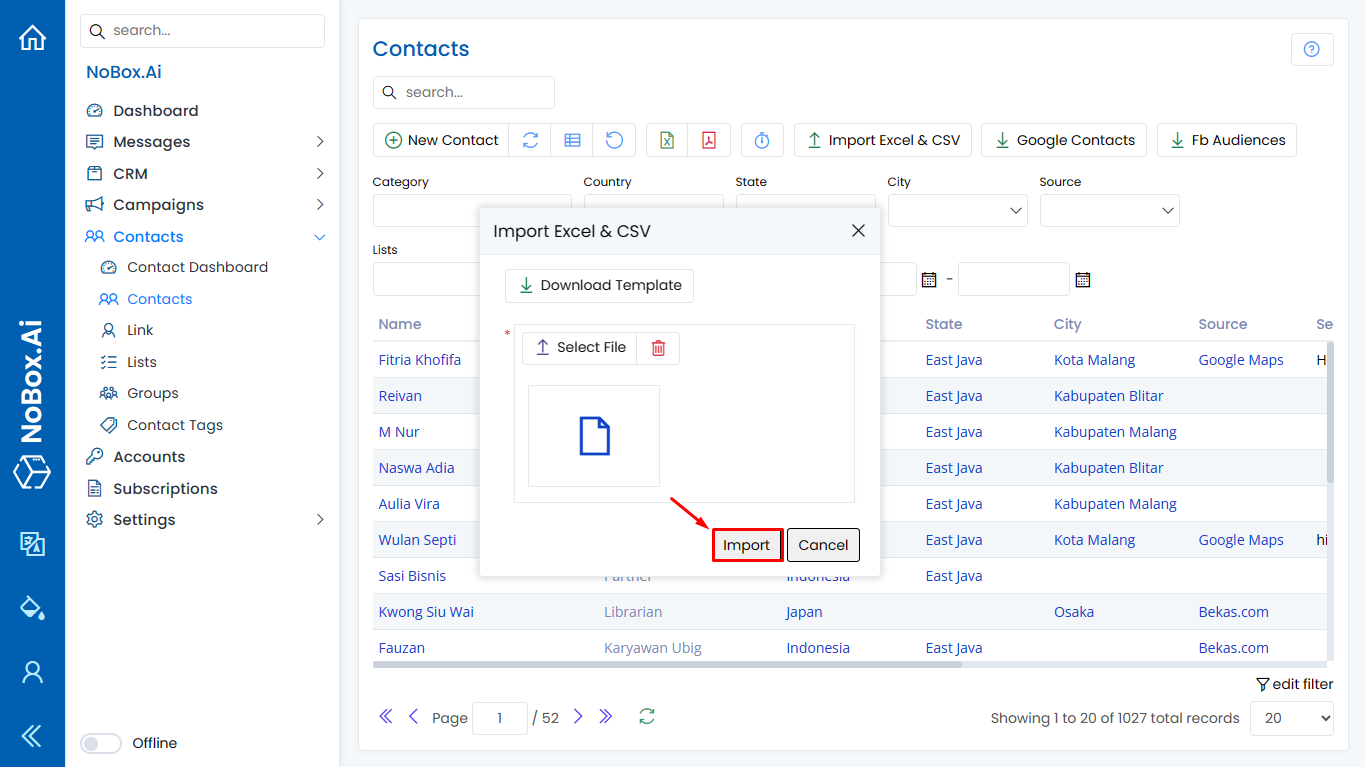 search...
NoBox.Ai
Dashboard
Messages
CRM
Campaigns
Contacts
Contact Dashboard
Contacts
Link
Lists
Groups
Contact Tags
Accounts
Subscriptions
Settings
Offline
NoBox.Ai
Contacts
search...
New Contact
Import Excel & CSV
Google Contacts
Fb Audiences
Category Country State City Source
Lists
-
Import Excel & CSV
Download Template
*
Select File
Import Cancel
Name State City Source Se
Fitria Khofifa East Java Kota Malang Google Maps H
Reivan East Java Kabupaten Blitar
M Nur East Java Kabupaten Malang
Naswa Adia East Java Kabupaten Blitar
Aulia Vira East Java Kabupaten Malang
Wulan Septi East Java Kota Malang Google Maps hi
Sasi Bisnis Partner Indonesia East Java
Kwong Siu Wai Librarian Japan Osaka Bekas.com
Fauzan Karyawan Ubig Indonesia East Java Bekas.com
edit filter
Page 1 / 52
Showing 1 to 20 of 1027 total records 20